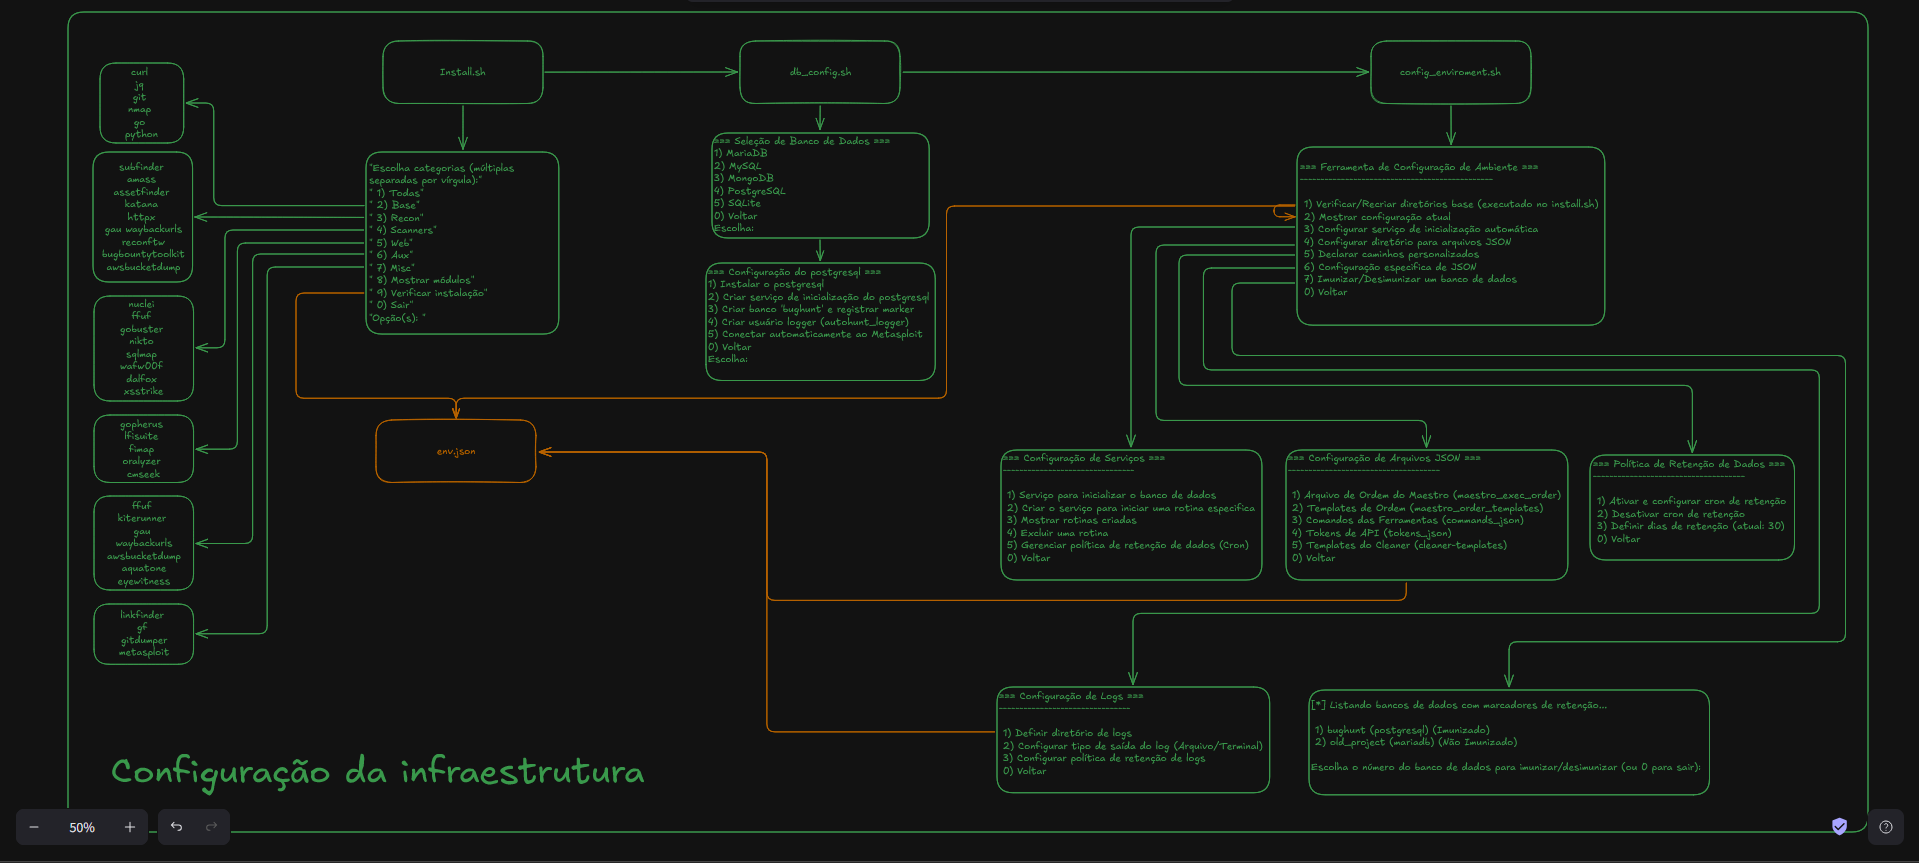 Install.sh
db_config.sh
config_enviroment.sh
curl
jq
git
nmap
go
python
subfinder
amass
assetfinder
katana
httpx
gau waybackurls
reconftw
bugbountytoolkit
awsbucketdump
nuclei
ffuf
gobuster
nikto
sqlmap
wafw00f
dalfox
xsstrike
gopherus
lfisuite
fimap
oralyzer
cmseek
ffuf
kiterunner
gau
waybackurls
awsbucketdump
aquatone
eyewitness
linkfinder
gf
gitdumper
metasploit
"Escolha categorias (múltiplas
separadas por vírgula):"
" 1) Todas"
" 2) Base"
" 3) Recon"
" 4) Scanners"
" 5) Web"
" 6) Aux"
" 7) Misc"
" 8) Mostrar módulos"
" 9) Verificar instalação"
" 0) Sair"
"Opção(s): "
env.json
=== Seleção de Banco de Dados ===
1) MariaDB
2) MySQL
3) MongoDB
4) PostgreSQL
5) SQLite
0) Voltar
Escolha:
=== Configuração do postgresql ===
1) Instalar o postgresql
2) Criar serviço de inicialização do postgresql
3) Criar banco 'bughunt' e registrar marker
4) Criar usuário logger (autohunt_logger)
5) Conectar automaticamente ao Metasploit
0) Voltar
Escolha:
=== Ferramenta de Configuração de Ambiente ===
-----------------------------------------------
1) Verificar/Recriar diretórios base (executado no install.sh)
2) Mostrar configuração atual
3) Configurar serviço de inicialização automática
4) Configurar diretório para arquivos JSON
5) Declarar caminhos personalizados
6) Configuração especifica de JSON
7) Imunizar/Desimunizar um banco de dados
0) Voltar
=== Configuração de Serviços ===
--------------------------------
1) Serviço para inicializar o banco de dados
2) Criar o serviço para iniciar uma rotina especifica
3) Mostrar rotinas criadas
4) Excluir uma rotina
5) Gerenciar política de retenção de dados (Cron)
0) Voltar
=== Configuração de Arquivos JSON ===
-------------------------------------
1) Arquivo de Ordem do Maestro (maestro_exec_order)
2) Templates de Ordem (maestro_order_templates)
3) Comandos das Ferramentas (commands_json)
4) Tokens de API (tokens_json)
5) Templates do Cleaner (cleaner-templates)
0) Voltar
=== Política de Retenção de Dados ===
-------------------------------------
1) Ativar e configurar cron de retenção
2) Desativar cron de retenção
3) Definir dias de retenção (atual: 30)
0) Voltar
=== Configuração de Logs ===
--------------------------------
1) Definir diretório de logs
2) Configurar tipo de saída do log (Arquivo/Terminal)
3) Configurar política de retenção de logs
0) Voltar
[*] Listando bancos de dados com marcadores de retenção...
1) bughunt (postgresql) (Imunizado)
2) old_project (mariadb) (Não Imunizado)
Escolha o número do banco de dados para imunizar/desimunizar (ou 0 para sair):
Configuração da infraestrutura
50%